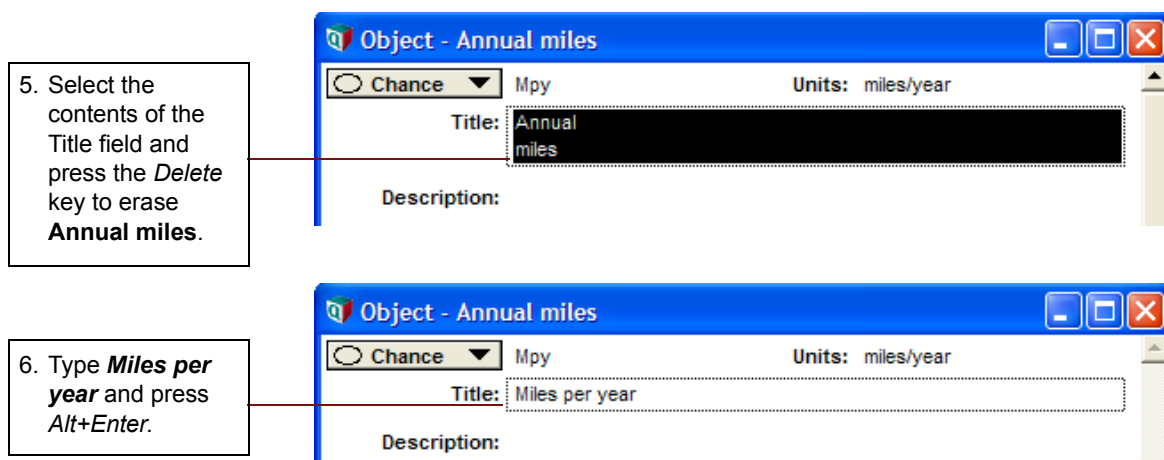 Object - Annual miles
5. Select the
contents of the
Title field and
press the Delete
key to erase
Annual miles.
Chance Mpy Units: miles/year
Title: Annual
miles
Description:
Object - Annual miles
6. Type Miles per
year and press
Alt+Enter.
Chance Mpy Units: miles/year
Title: Miles per year
Description: